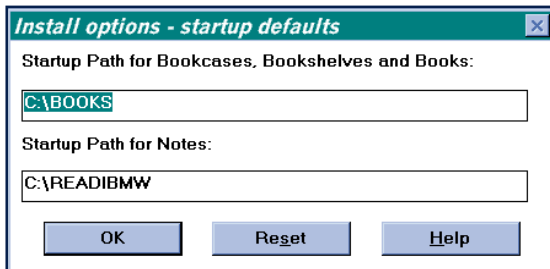 Install options - startup defaults
Startup Path for Bookcases, Bookshelves and Books:
C:\BOOKS
Startup Path for Notes:
C:\READIBMW
OK Reset Help